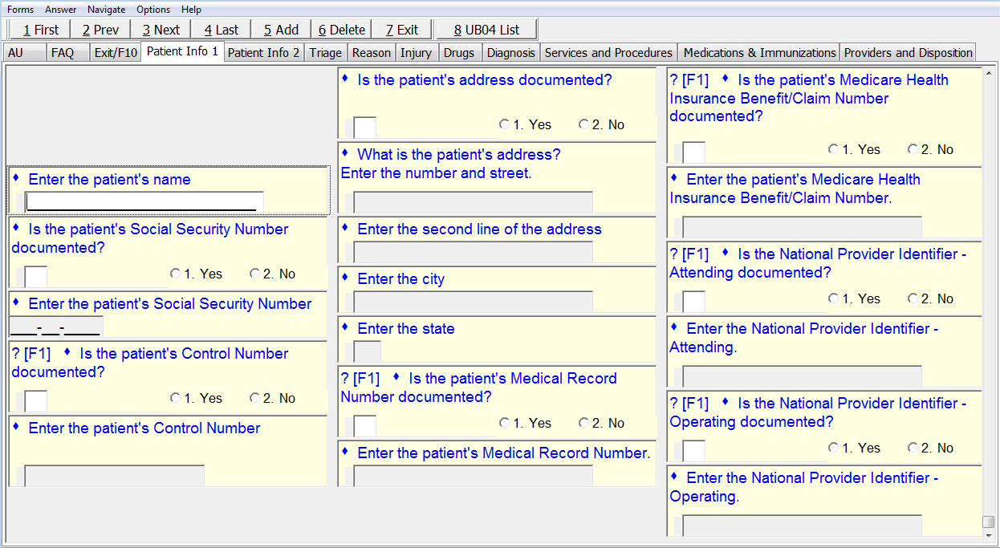 Forms Answer Navigate Options Help
1 First 2 Prev 3 Next 4 Last 5 Add 6 Delete 7 Exit 8 UB04 List
AU FAQ Exit/F10 Patient Info 1 Patient Info 2 Triage Reason Injury Drugs Diagnosis Services and Procedures Medications & Immunizations Providers and Disposition
♦ Enter the patient's name
♦ Is the patient's Social Security Number
documented?
1. Yes 2. No
♦ Enter the patient's Social Security Number
___-__-____
? [F1] ♦ Is the patient's Control Number
documented?
1. Yes 2. No
♦ Enter the patient's Control Number
♦ Is the patient's address documented?
1. Yes 2. No
♦ What is the patient's address?
Enter the number and street.
♦ Enter the second line of the address
♦ Enter the city
♦ Enter the state
? [F1] ♦ Is the patient's Medical Record
Number documented?
1. Yes 2. No
♦ Enter the patient's Medical Record Number.
? [F1] ♦ Is the patient's Medicare Health
Insurance Benefit/Claim Number
documented?
1. Yes 2. No
♦ Enter the patient's Medicare Health
Insurance Benefit/Claim Number.
? [F1] ♦ Is the National Provider Identifier -
Attending documented?
1. Yes 2. No
♦ Enter the National Provider Identifier -
Attending.
? [F1] ♦ Is the National Provider Identifier -
Operating documented?
1. Yes 2. No
♦ Enter the National Provider Identifier -
Operating.